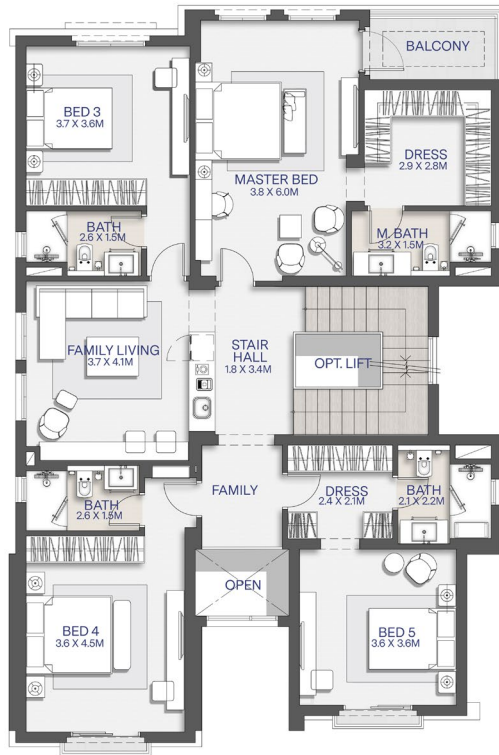 BALCONY
BED 3
3.7 X 3.6M
DRESS
2.9 X 2.8M
MASTER BED
3.8 X 6.0M
BATH
2.6 X 1.5M
M. BATH
3.2 X 1.5M
FAMILY LIVING
3.7 X 4.1M
STAIR
HALL
1.8 X 3.4M
OPT. LIFT
FAMILY
DRESS
2.4 X 2.1M
BATH
2.1 X 2.2M
BATH
2.6 X 1.5M
OPEN
BED 4
3.6 X 4.5M
BED 5
3.6 X 3.6M